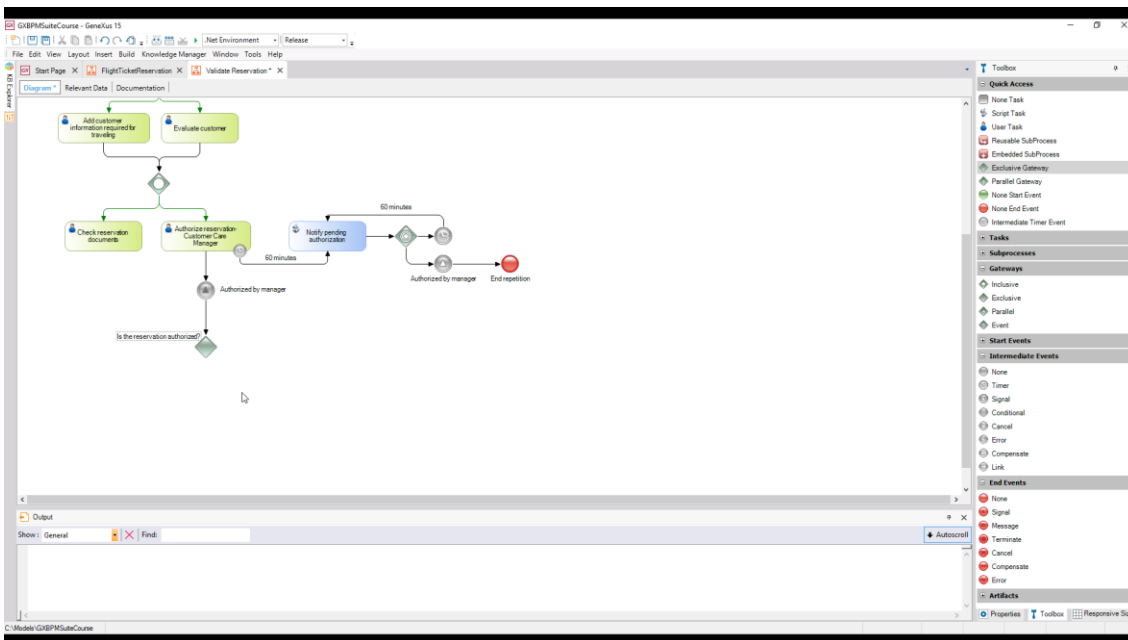 GXBPMSuiteCourse - GeneXus 15
.Net Environment
Release
File Edit View Layout Insert Build Knowledge Manager Window Tools Help
Start Page X FlightTicketReservation X Validate Reservation * X
Diagram * Relevant Data Documentation
KB Explorer
Add customer
information required for
traveling
Evaluate customer
Check reservation
documents
Authorize reservation-
Customer Care
Manager
60 minutes
Notify pending
authorization
60 minutes
Authorized by manager
End repetition
Authorized by manager
Is the reservation authorized?
Output
Show: General
Find:
Autoscroll
C:\Models\GXBPMSuiteCourse
Toolbox
Quick Access
None Task
Script Task
User Task
Reusable SubProcess
Embedded SubProcess
Exclusive Gateway
Parallel Gateway
None Start Event
None End Event
Intermediate Timer Event
Tasks
Subprocesses
Gateways
Inclusive
Exclusive
Parallel
Event
Start Events
Intermediate Events
None
Timer
Signal
Conditional
Cancel
Error
Compensate
Link
End Events
None
Signal
Message
Terminate
Cancel
Compensate
Error
Artifacts
Properties Toolbox Responsive Si